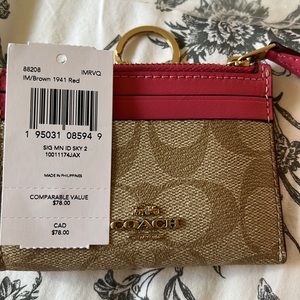 88208 IMRVQ
IM/Brown 1941 Red
1 95031 08594 9
SIG MN ID SKY 2
10011174JAX
MADE IN PHILIPPINES
COMPARABLE VALUE
$78.00
CAD
$78.00
COACH